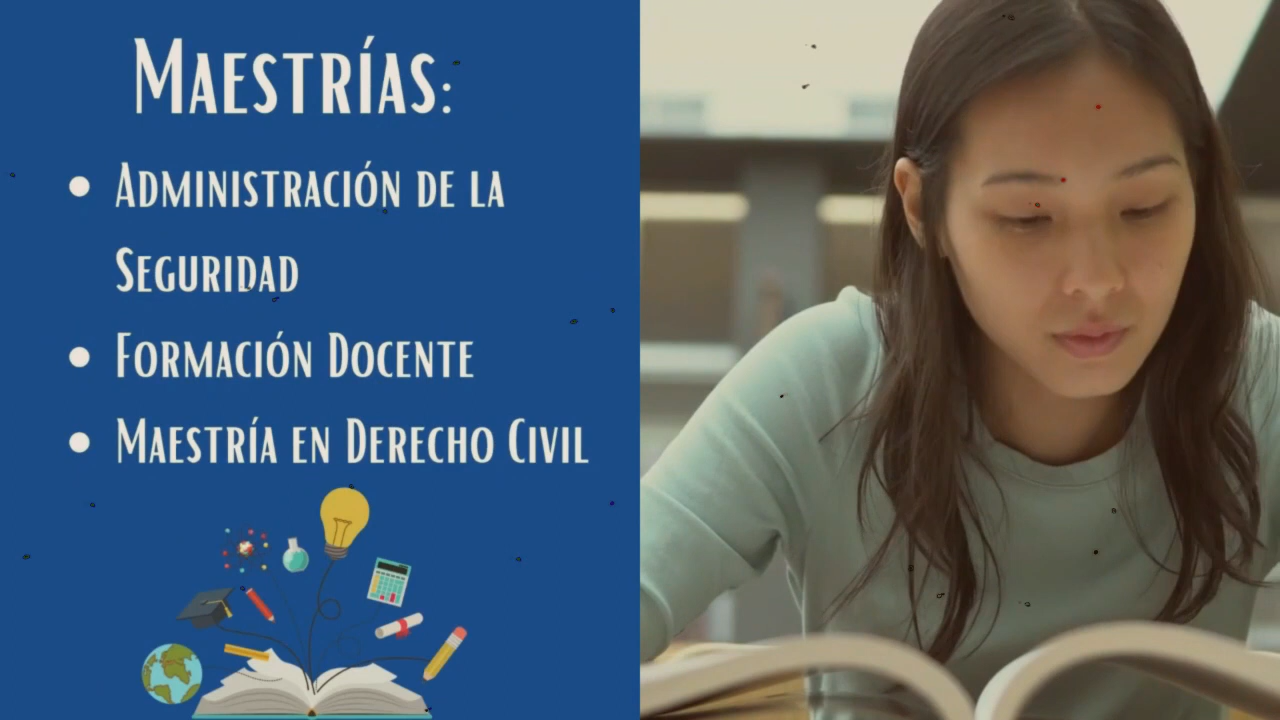 Maestrías:
Administración de la
Seguridad
Formación Docente
Maestría en Derecho Civil